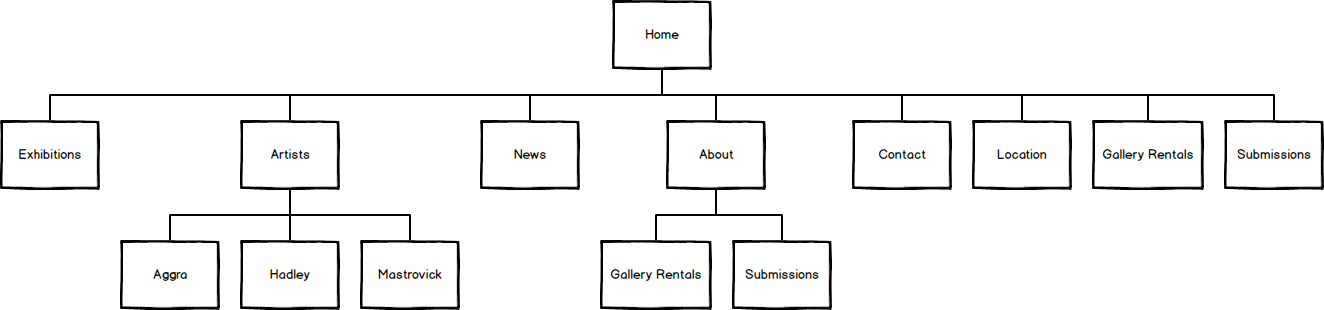 Home
Exhibitions
Artists
News
About
Contact
Location
Gallery Rentals
Submissions
Aggra
Hadley
Mastrovick
Gallery Rentals
Submissions